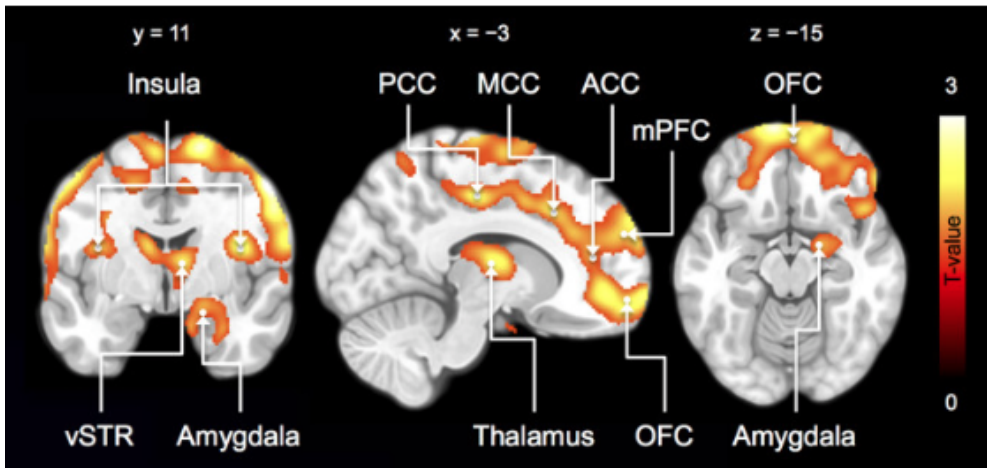 y = 11
x = −3
z = −15
Insula
PCC
MCC
ACC
OFC
3
mPFC
T-value
0
vSTR
Amygdala
Thalamus
OFC
Amygdala